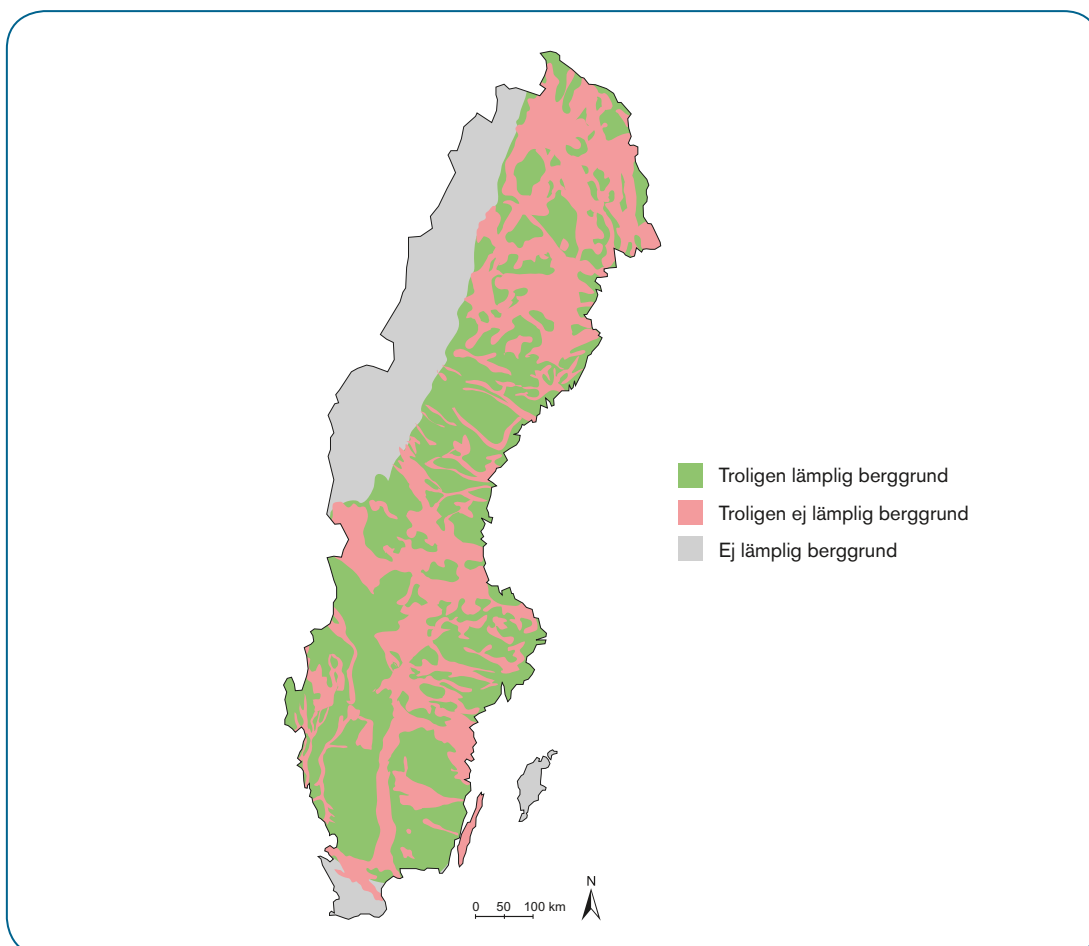 Troligen lämplig berggrund
Troligen ej lämplig berggrund
Ej lämplig berggrund
N
0 50 100 km